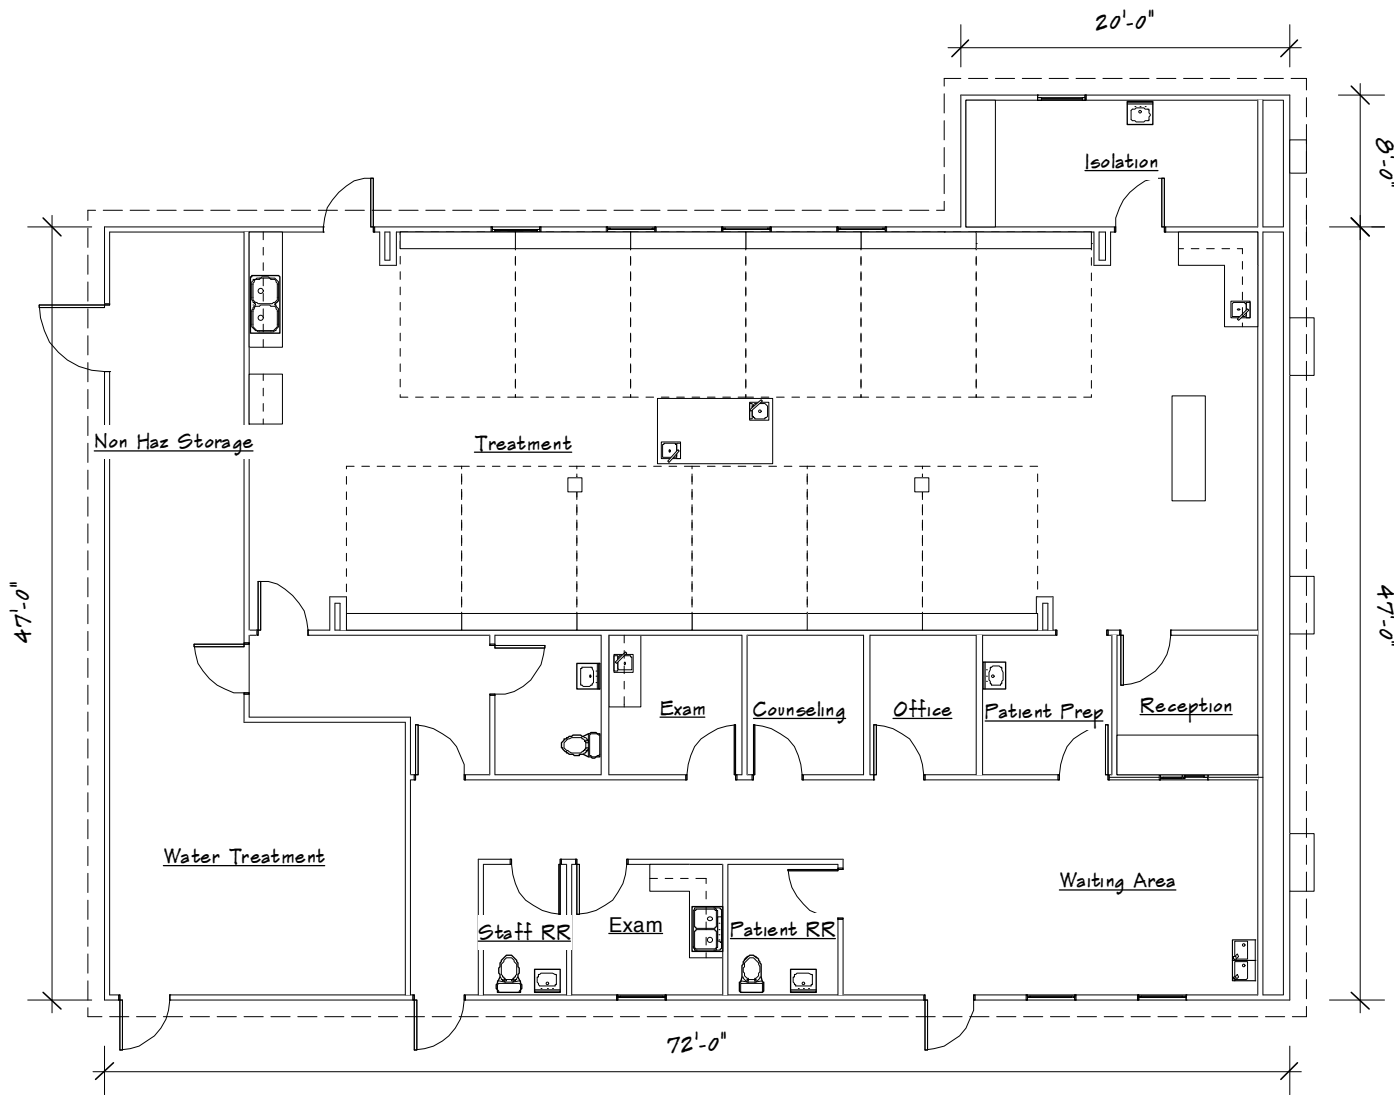 20'-0"
8'-0"
Isolation
Non Haz Storage
Treatment
47'-0"
47'-0"
Exam
Counseling
Office
Patient Prep
Reception
Water Treatment
Waiting Area
Staff RR
Exam
Patient RR
72'-0"